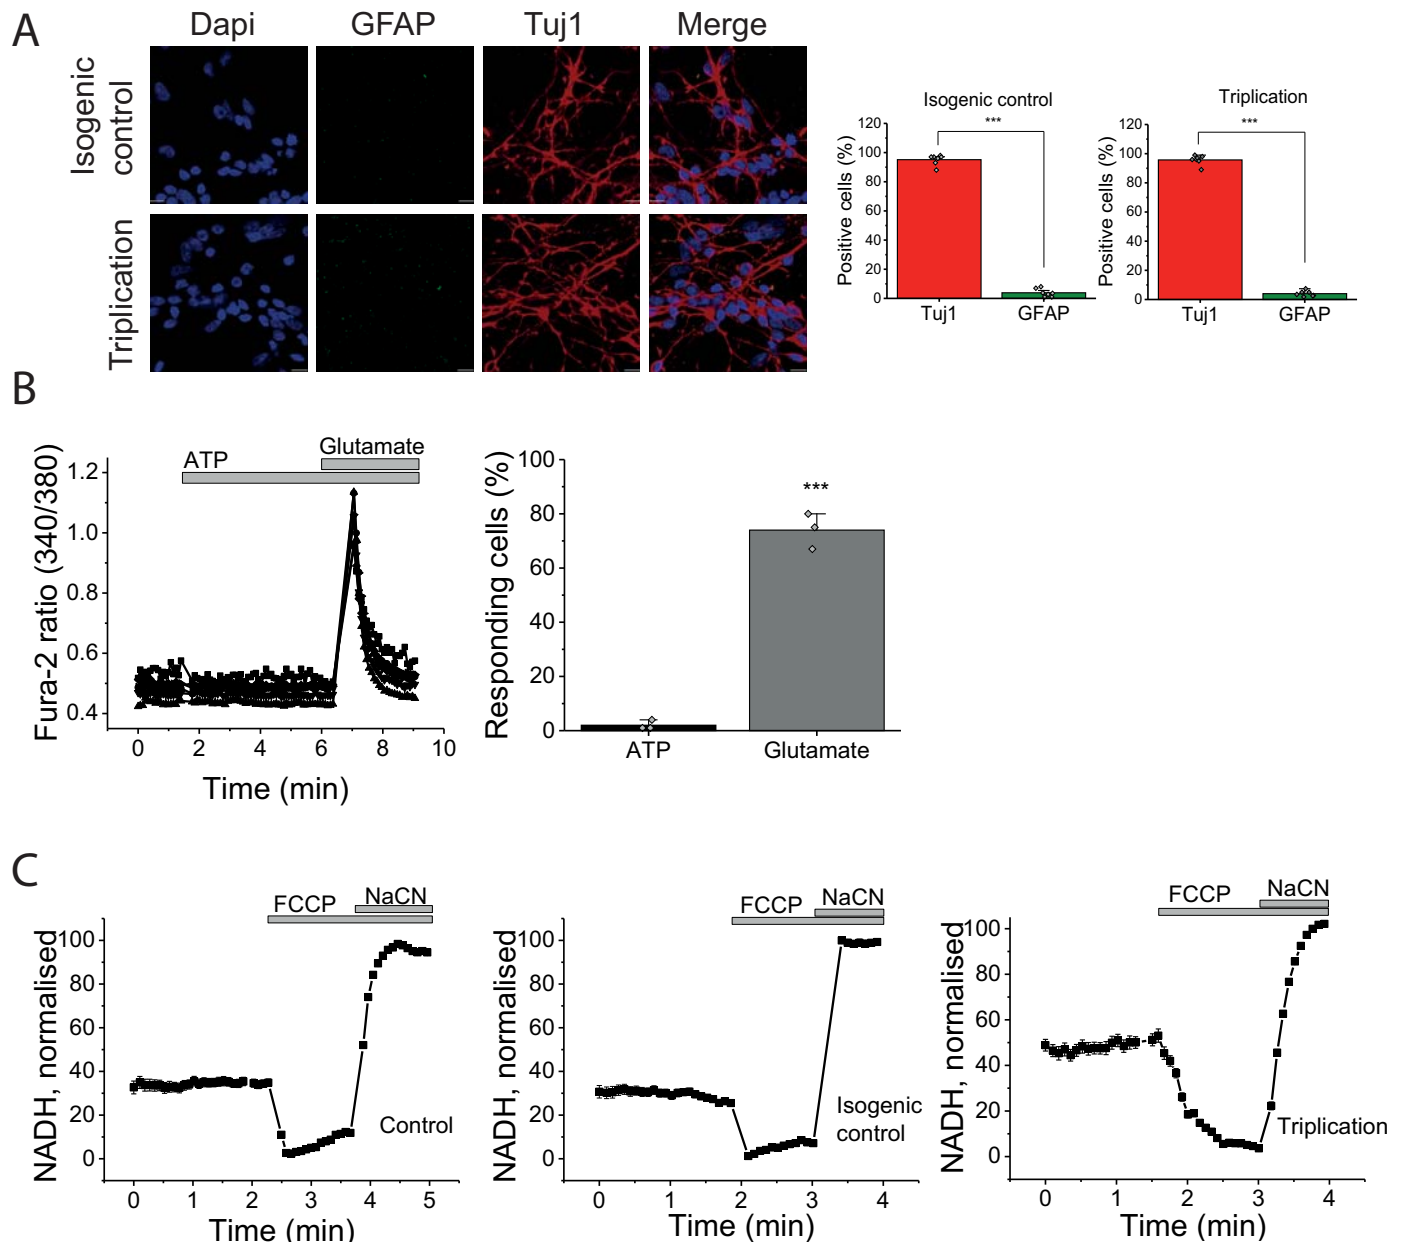 A
Dapi GFAP Tuj1 Merge
Isogenic
control
Triplication
Isogenic control
***
Positive cells (%)
120
100
80
60
40
20
0
Tuj1 GFAP
Triplication
***
Positive cells (%)
120
100
80
60
40
20
0
Tuj1 GFAP
B
Glutamate
ATP
Fura-2 ratio (340/380)
1.2
1.0
0.8
0.6
0.4
0 2 4 6 8 10
Time (min)
Responding cells (%)
100
80
60
40
20
0
***
ATP Glutamate
C
NaCN
FCCP
NADH, normalised
100
80
60
40
20
0
Control
0 1 2 3 4 5
Time (min)
NaCN
FCCP
NADH, normalised
100
80
60
40
20
0
Isogenic
control
0 1 2 3 4
Time (min)
NaCN
FCCP
NADH, normalised
100
80
60
40
20
0
Triplication
0 1 2 3 4
Time (min)